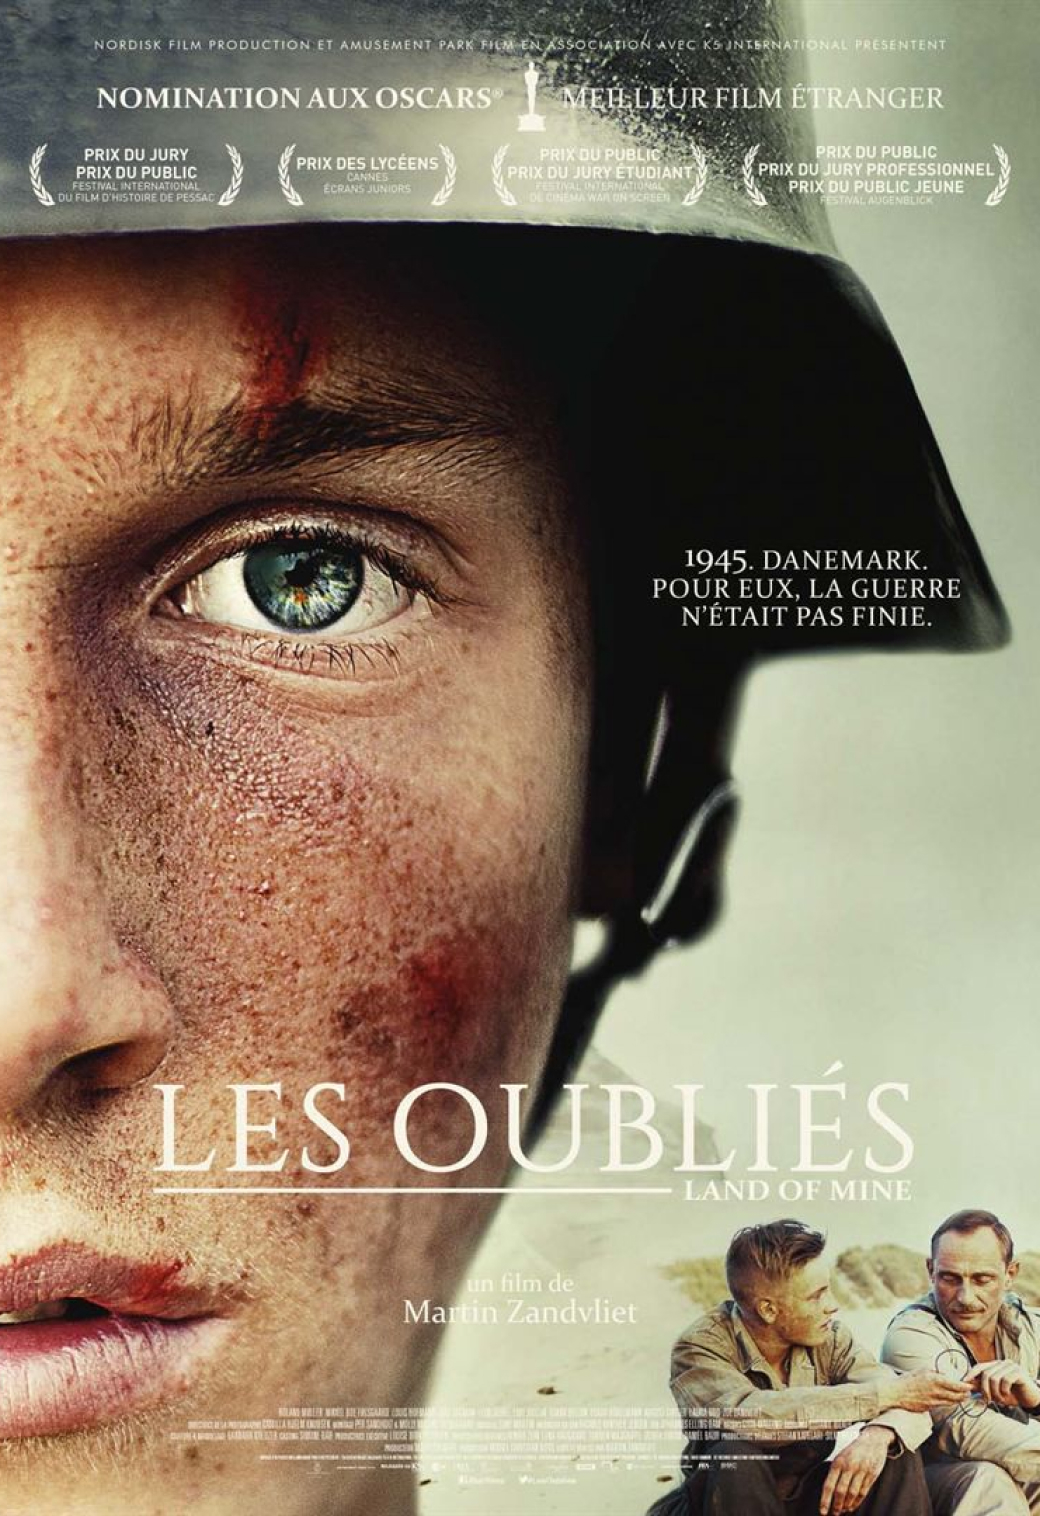 NORDISK FILM PRODUCTION ET AMUSEMENT PARK FILM EN ASSOCIATION AVEC K5 INTERNATIONAL PRÉSENTENT
NOMINATION AUX OSCARS® MEILLEUR FILM ÉTRANGER
PRIX DU JURY
PRIX DU PUBLIC
FESTIVAL INTERNATIONAL
DU FILM D'HISTOIRE DE PESSAC
PRIX DES LYCÉENS
CANNES
ÉCRANS JUNIORS
PRIX DU PUBLIC
PRIX DU JURY ÉTUDIANT
FESTIVAL INTERNATIONAL
DE CINÉMA WAR ON SCREEN
PRIX DU PUBLIC
PRIX DU JURY PROFESSIONNEL
PRIX DU PUBLIC JEUNE
FESTIVAL AUGENBLICK
1945. DANEMARK.
POUR EUX, LA GUERRE
N'ÉTAIT PAS FINIE.
LES OUBLIÉS
LAND OF MINE
un film de
Martin Zandvliet